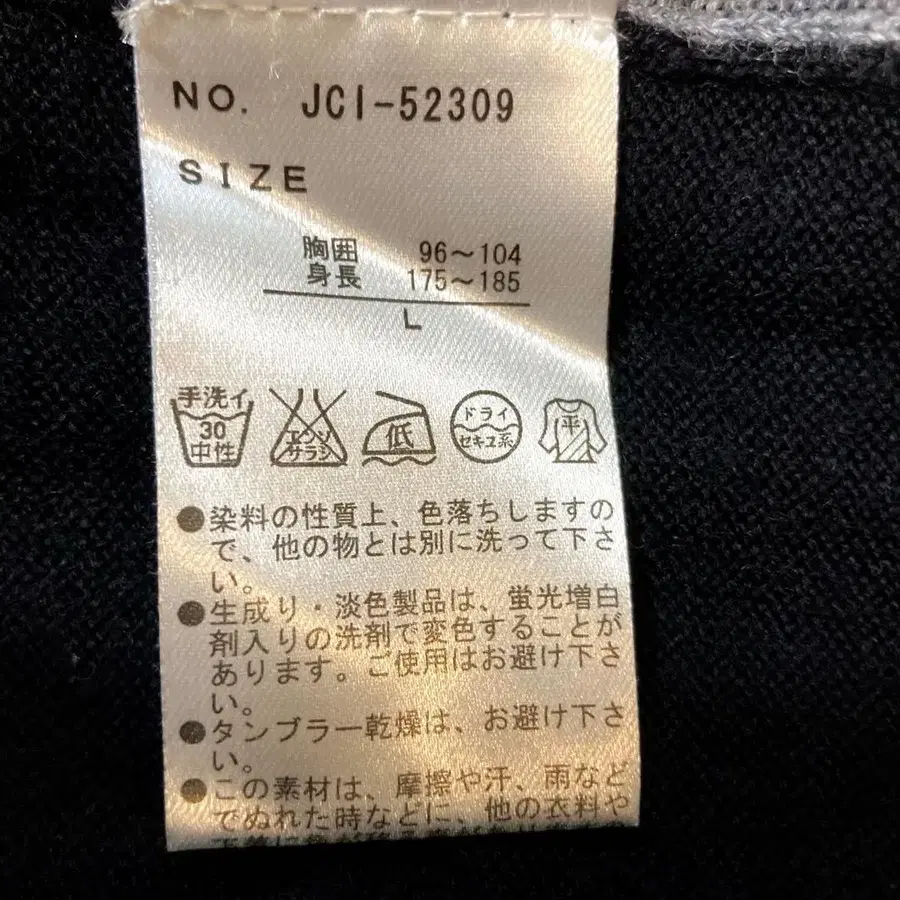 NO. JCI-52309
SIZE
胸囲 96〜104
身長 175〜185
L
手洗イ
30
中性
エンソ
サラシ
低
ドライ
セキユ系
平
●染料の性質上、色落ちしますの
で、他の物とは別に洗って下さ
い。
●生成り・淡色製品は、蛍光増白
剤入りの洗剤で変色することが
あります。ご使用はお避け下さ
い。
●タンブラー乾燥は、お避け下さ
い。
●この素材は、摩擦や汗、雨など
でぬれた時などに、他の衣料や